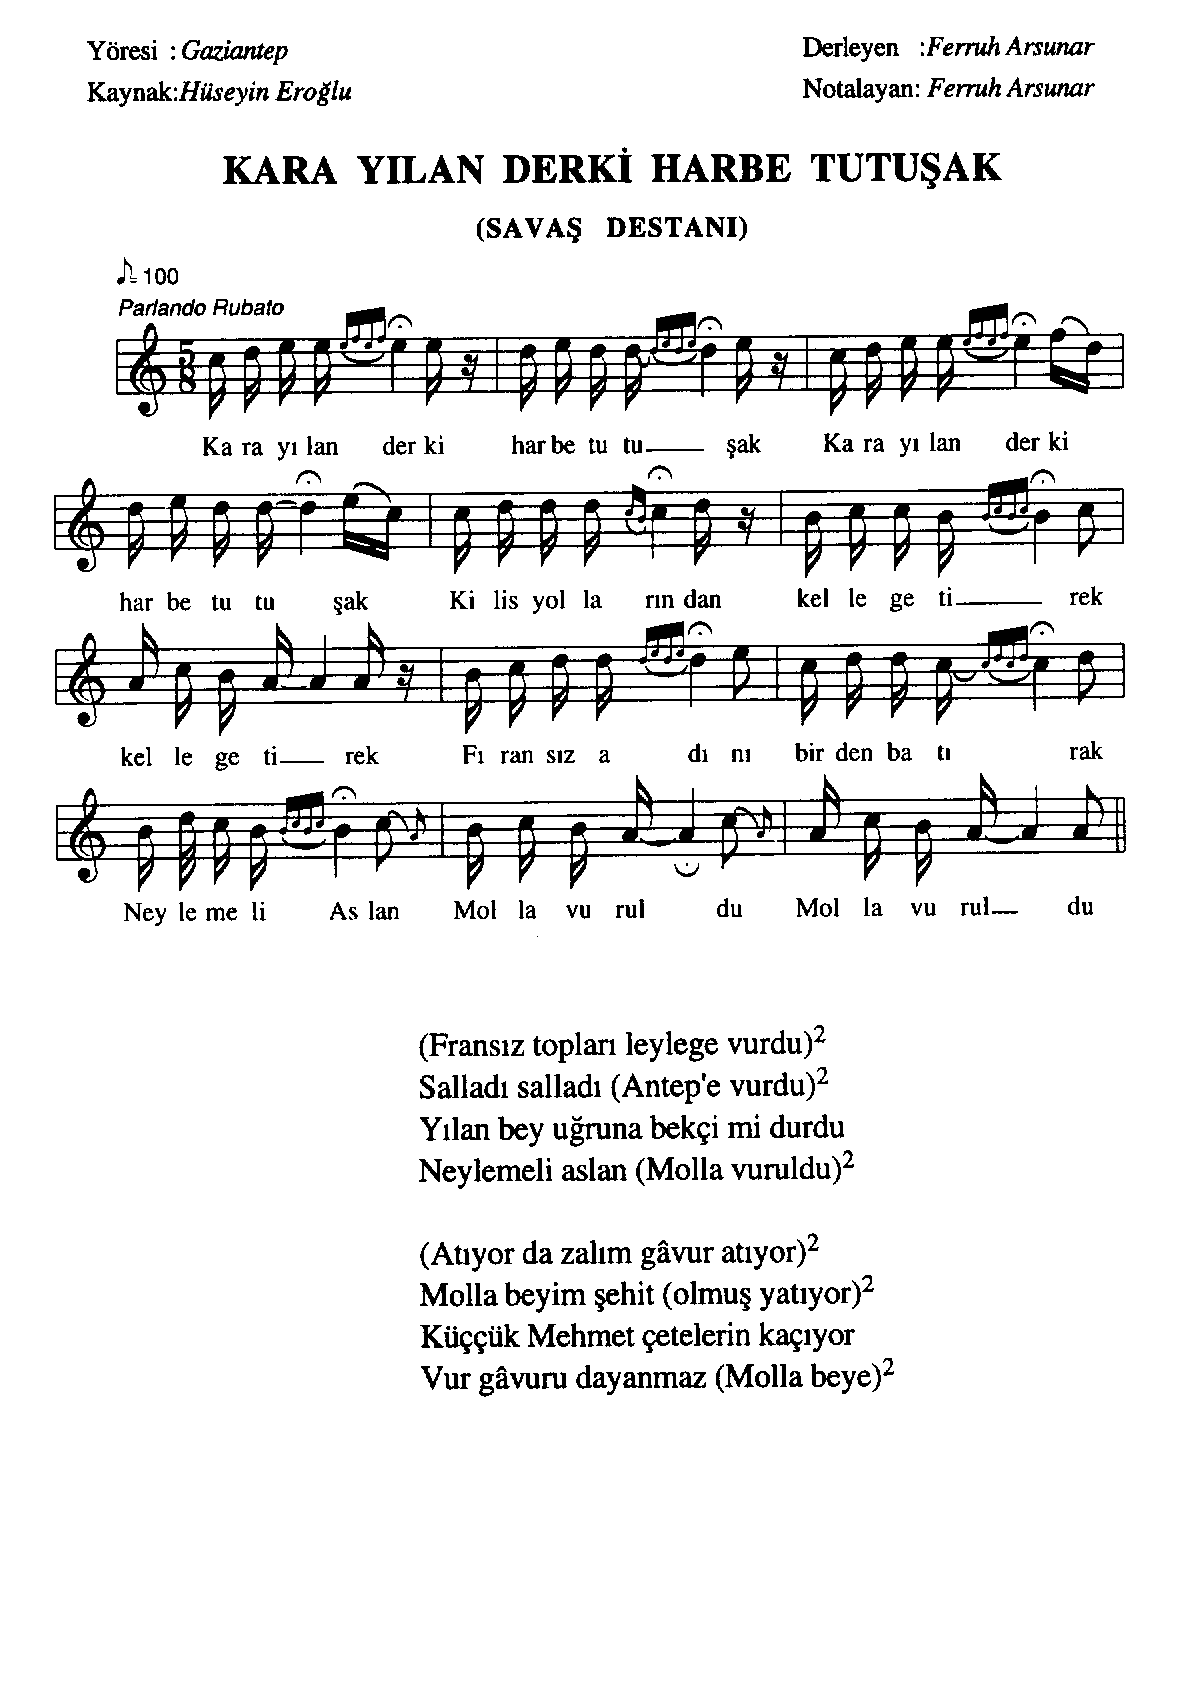 Yöresi : Gaziantep
Derleyen :Ferruh Arsunar
Kaynak:Hüseyin Eroğlu
Notalayan: Ferruh Arsunar
KARA YILAN DERKİ HARBE TUTUŞAK
(SAVAŞ DESTANI)
♪= 100
Parlando Rubato
5 8
Ka ra yı lan der ki har be tu tu şak Ka ra yı lan der ki
har be tu tu şak Ki lis yol la rın dan kel le ge ti rek
kel le ge ti rek Fı ran sız a dı nı bir den ba tı rak
Ney le me li As lan Mol la vu rul du Mol la vu rul du
(Fransız topları leylege vurdu)2
Salladı salladı (Antep'e vurdu)2
Yılan bey uğruna bekçi mi durdu
Neylemeli aslan (Molla vuruldu)2
(Atıyor da zalım gâvur atıyor)2
Molla beyim şehit (olmuş yatıyor)2
Küççük Mehmet çetelerin kaçıyor
Vur gâvuru dayanmaz (Molla beye)2